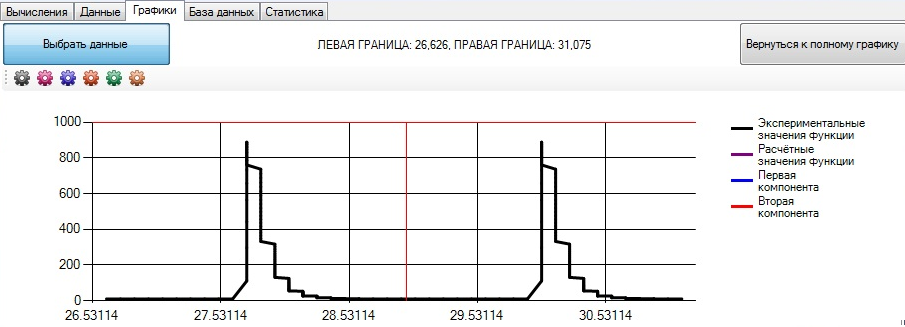 Вычисления Данные Графики База данных Статистика
Выбрать данные
ЛЕВАЯ ГРАНИЦА: 26,626, ПРАВАЯ ГРАНИЦА: 31,075
Вернуться к полному графику
1000
800
600
400
200
0
26.53114 27.53114 28.53114 29.53114 30.53114
Экспериментальные
значения функции
Расчётные
значения функции
Первая
компонента
Вторая
компонента